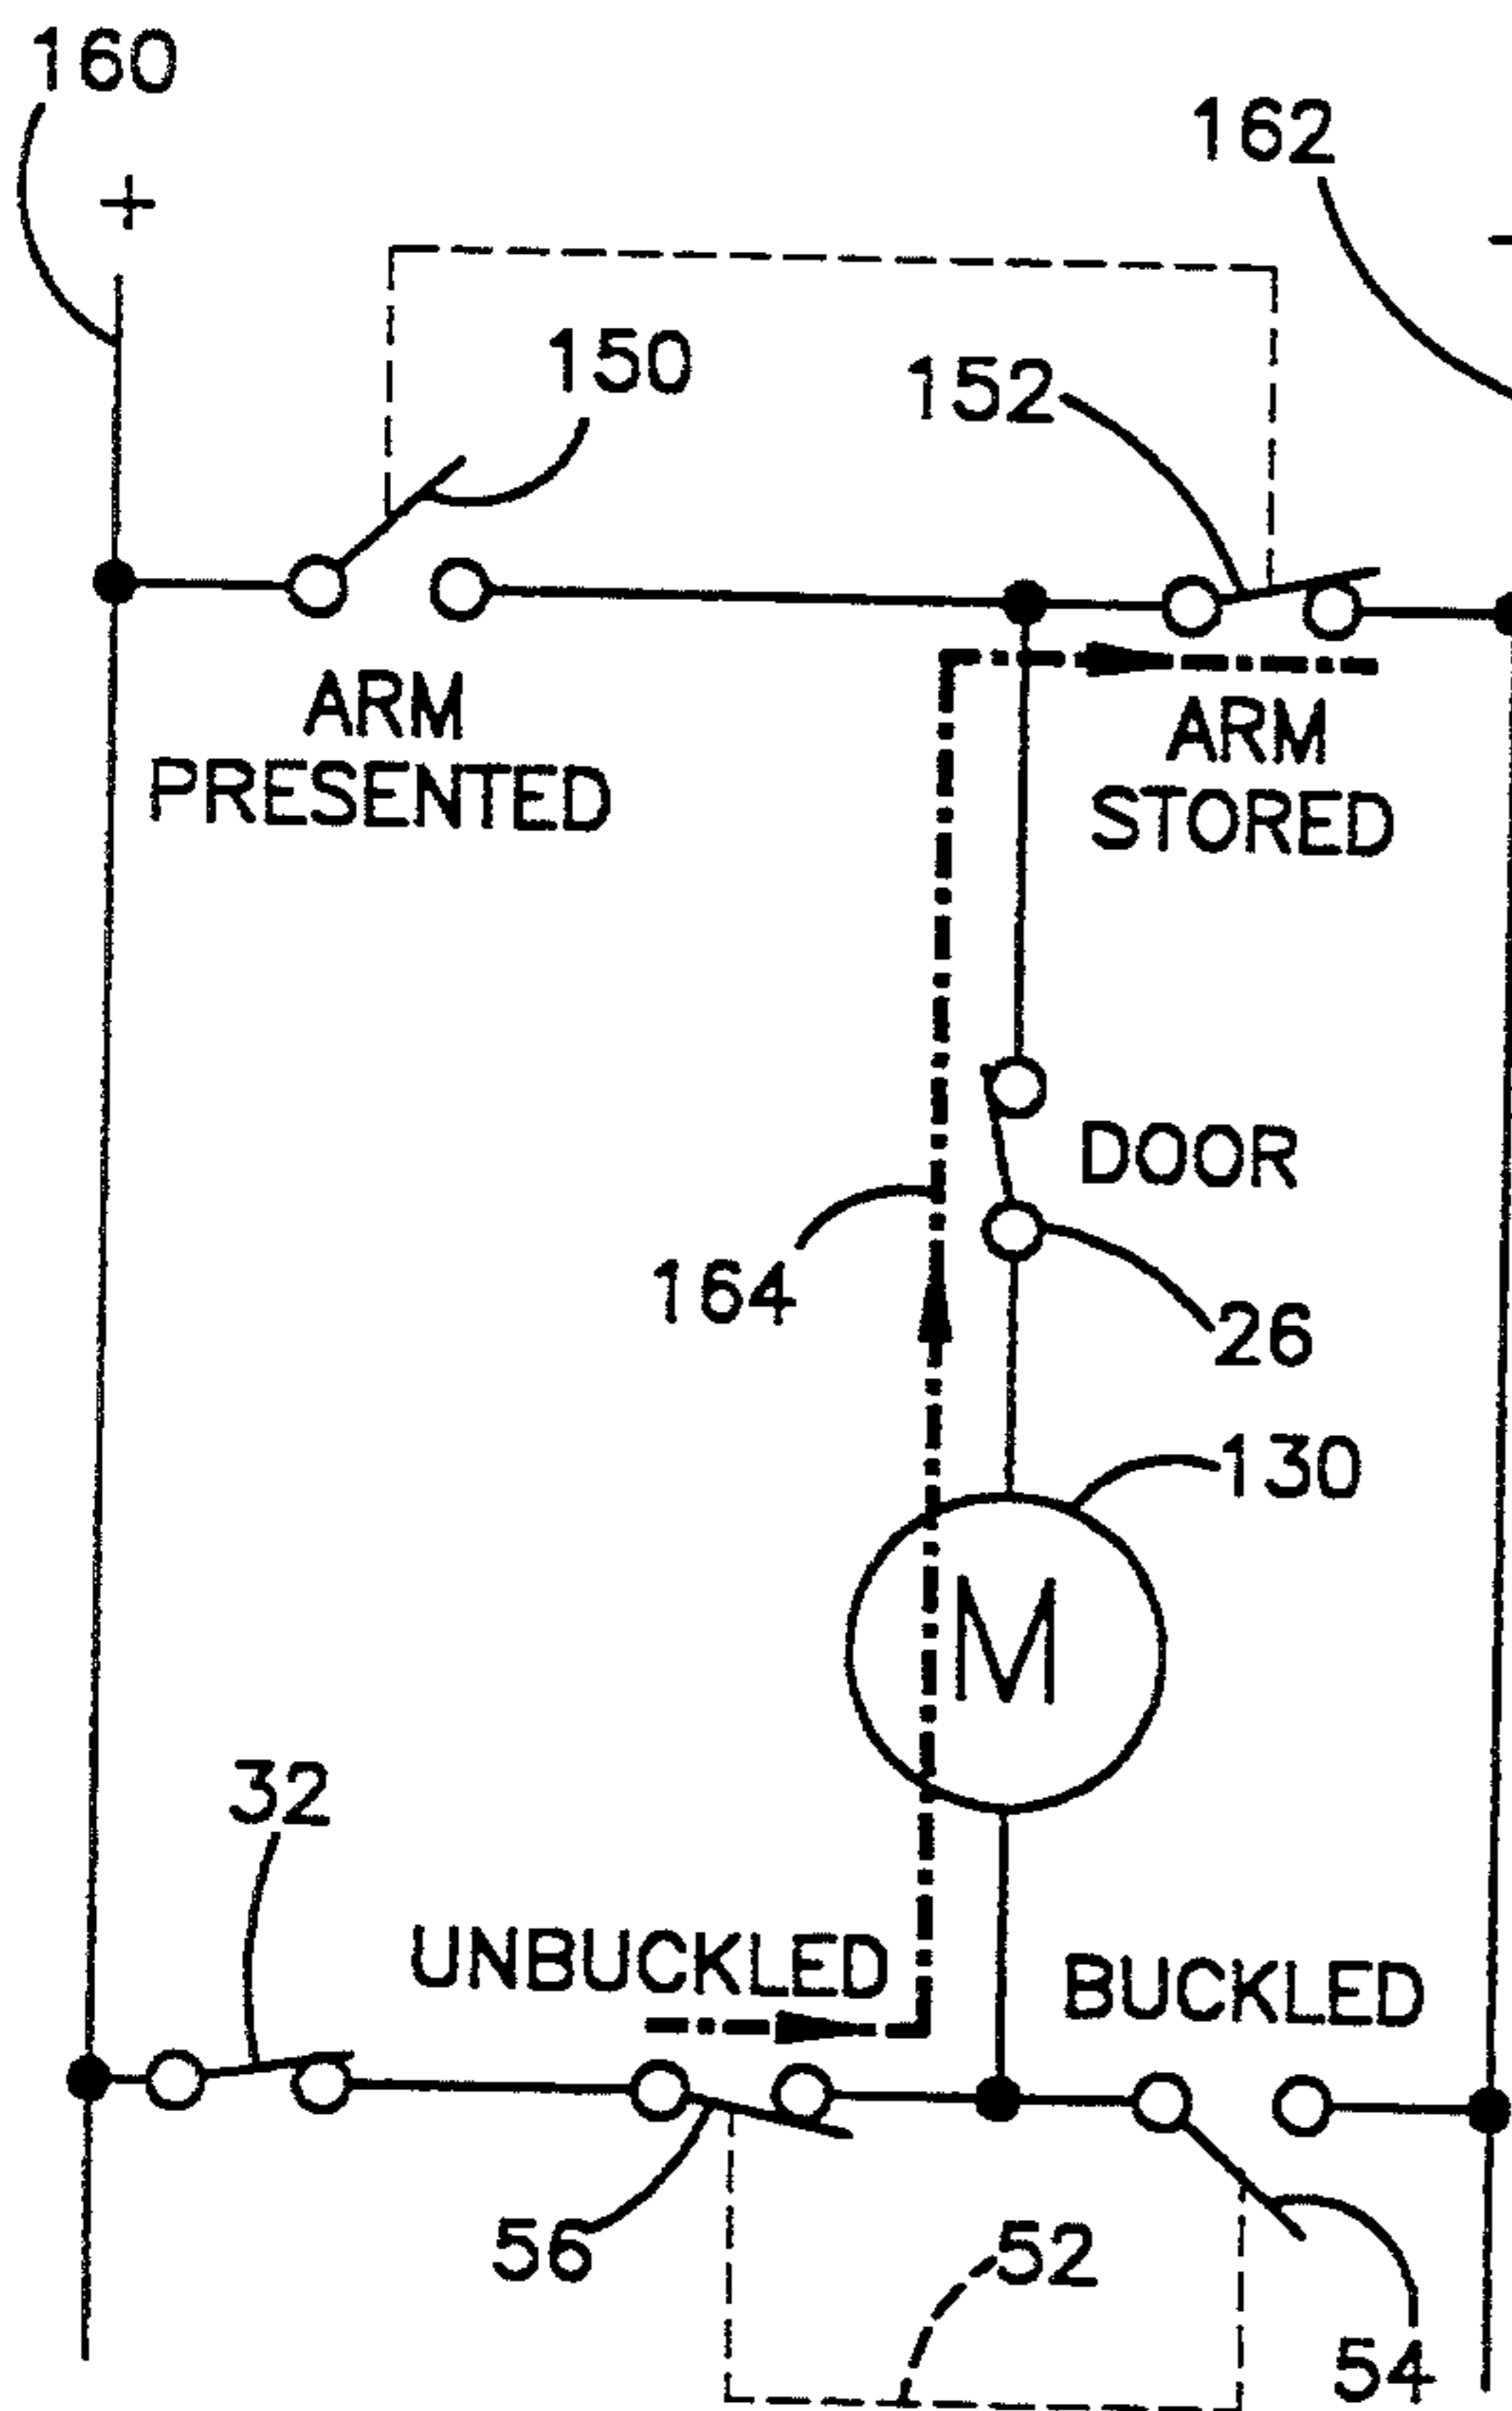 160
162
+
-
150
152
ARM
PRESENTED
ARM
STORED
DOOR
164
26
130
M
32
UNBUCKLED
BUCKLED
56
52
54